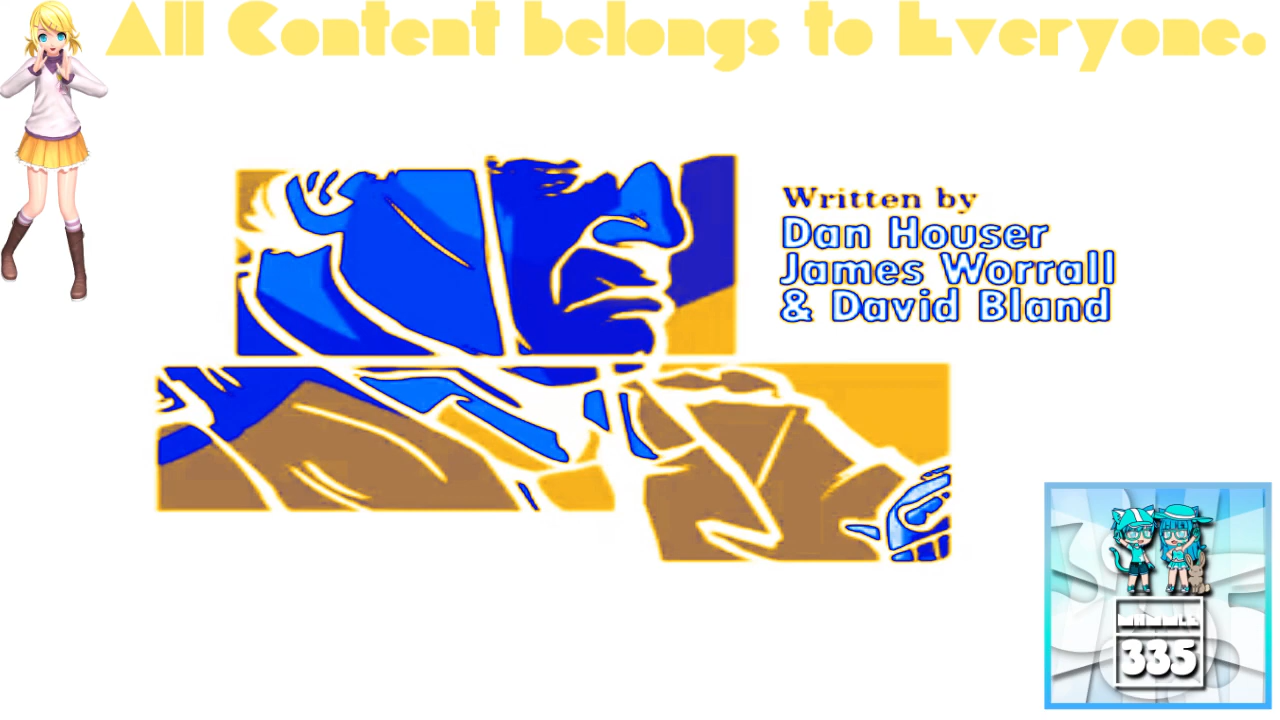 All Content belongs to Everyone.
Written by
Dan Houser
James Worrall
& David Bland
335